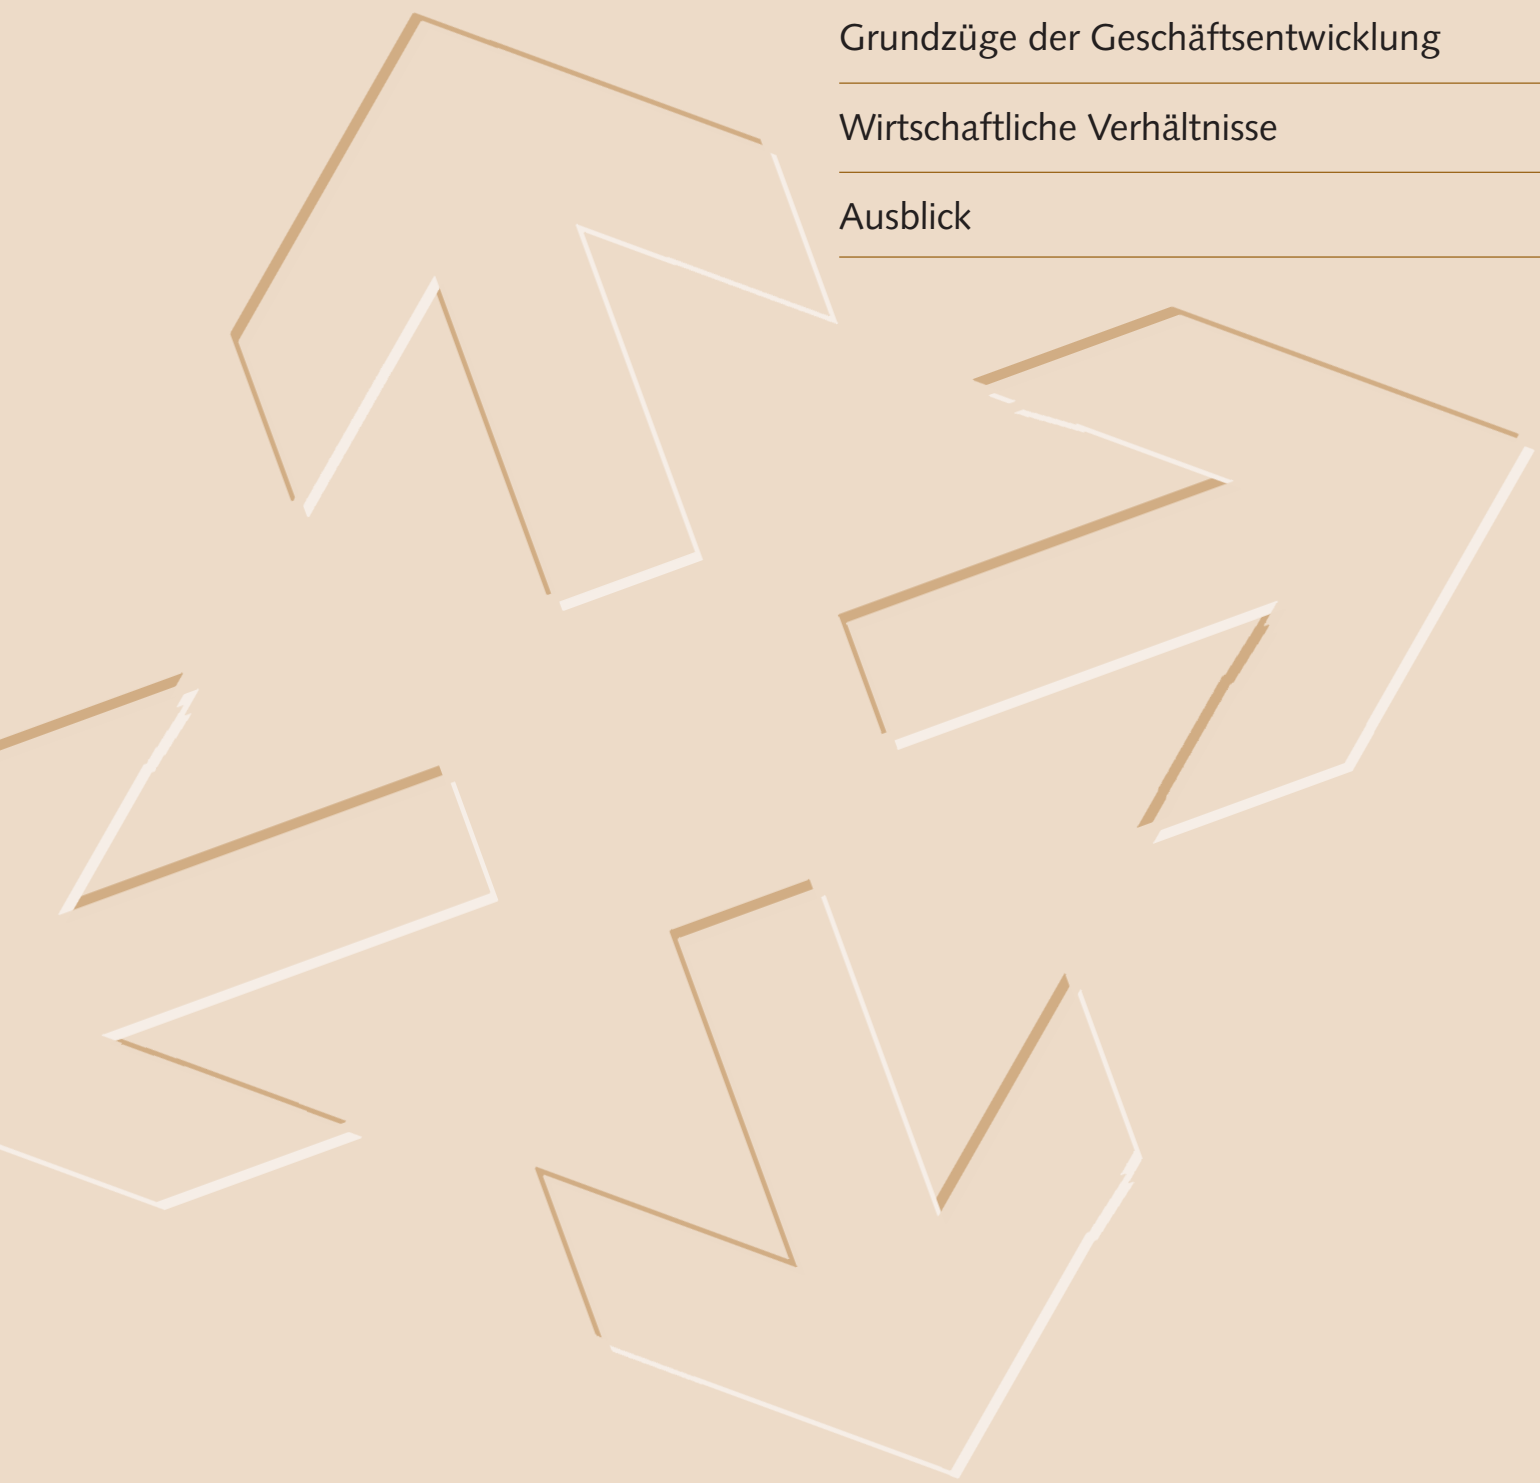 Grundzüge der Geschäftsentwicklung
Wirtschaftliche Verhältnisse
Ausblick